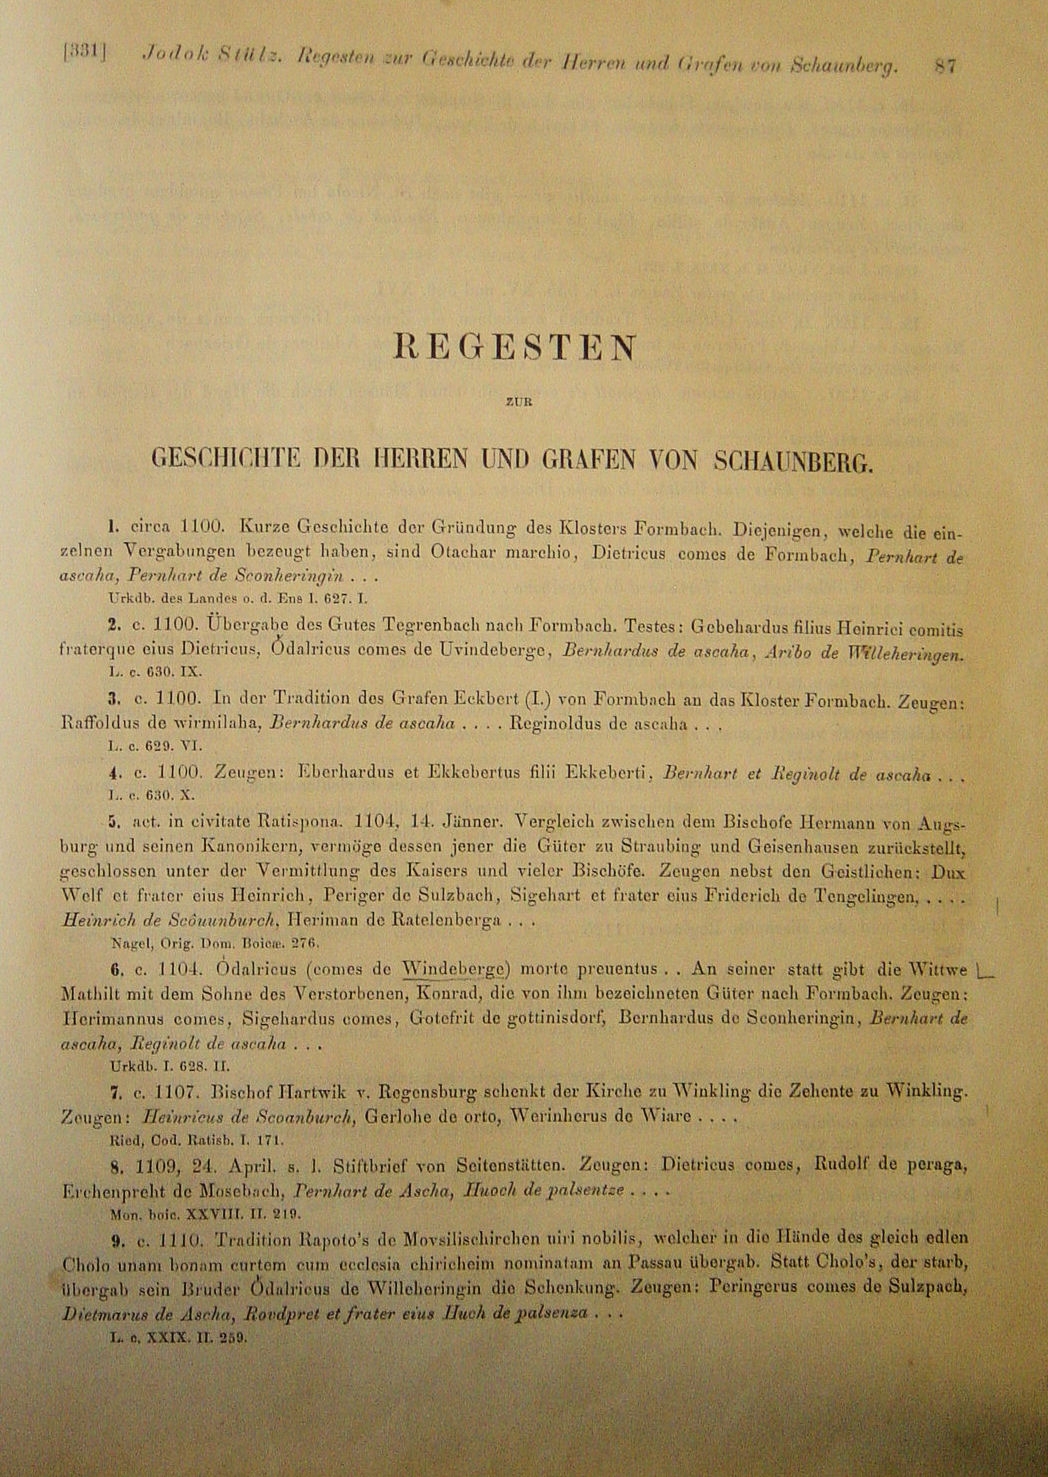 [331] Jodok Stülz. Regesten zur Geschichte der Herren und Grafen von Schaunberg. 87
REGESTEN
ZUR
GESCHICHTE DER HERREN UND GRAFEN VON SCHAUNBERG.
1. circa 1100. Kurze Geschichte der Gründung des Klosters Formbach. Diejenigen, welche die ein-
zelnen Vergabungen bezeugt haben, sind Otachar marchio, Dietricus comes de Formbach, Pernhart de
ascaha, Pernhart de Sconheringin . . .
Urkdb. des Landes o. d. Ens I. 627. I.
2. c. 1100. Übergabe des Gutes Tegrenbach nach Formbach. Testes: Gebehardus filius Heinrici comitis
fraterque eius Dietricus, Ödalricus comes de Uvindeberge, Bernhardus de ascaha, Aribo de Willeheringen.
L. c. 630. IX.
3. c. 1100. In der Tradition des Grafen Eckbert (I.) von Formbach an das Kloster Formbach. Zeugen:
Raffoldus de wirmilaha, Bernhardus de ascaha . . . . Reginoldus de ascaha . . .
L. c. 629. VI.
4. c. 1100. Zeugen: Eberhardus et Ekkebertus filii Ekkeberti, Bernhart et Reginolt de ascaha . . .
L. c. 630. X.
5. act. in civitate Ratispona. 1104, 14. Jänner. Vergleich zwischen dem Bischofe Hermann von Augs-
burg und seinen Kanonikern, vermöge dessen jener die Güter zu Straubing und Geisenhausen zurückstellt,
geschlossen unter der Vermittlung des Kaisers und vieler Bischöfe. Zeugen nebst den Geistlichen: Dux
Welf et frater eius Heinrich, Periger de Sulzbach, Sigehart et frater eius Friderich de Tengelingen, . . . .
Heinrich de Scôuunburch, Heriman de Ratelenberga . . .
Nagel, Orig. Dom. Boicæ. 276.
6. c. 1104. Odalricus (comes de Windeberge) morte preuentus . . An seiner statt gibt die Wittwe
Mathilt mit dem Sohne des Verstorbenen, Konrad, die von ihm bezeichneten Güter nach Formbach. Zeugen:
Herimannus comes, Sigehardus comes, Gotefrit de gottinisdorf, Bernhardus de Sconheringin, Bernhart de
ascaha, Reginolt de ascaha . . .
Urkdb. I. 628. II.
7. c. 1107. Bischof Hartwik v. Regensburg schenkt der Kirche zu Winkling die Zehente zu Winkling.
Zeugen: Heinricus de Scoanburch, Gerlohe de orto, Werinherus de Wiare . . . .
Ried, Cod. Ratisb. I. 171.
8. 1109, 24. April. s. l. Stiftbrief von Seitenstätten. Zeugen: Dietricus comes, Rudolf de peraga,
Erchenpreht de Mosebach, Pernhart de Ascha, Huoch de palsentze . . . .
Mon. boic. XXVIII. II. 219.
9. c. 1110. Tradition Rapoto's de Movsilischirchen uiri nobilis, welcher in die Hände des gleich edlen
Cholo unam bonam curtem cum ecclesia chiricheim nominatam an Passau übergab. Statt Cholo's, der starb,
übergab sein Bruder Ödalricus de Willeheringin die Schenkung. Zeugen: Peringerus comes de Sulzpach,
Dietmarus de Ascha, Rovdpret et frater eius Huch de palsenza . . .
L. c. XXIX. II. 259.